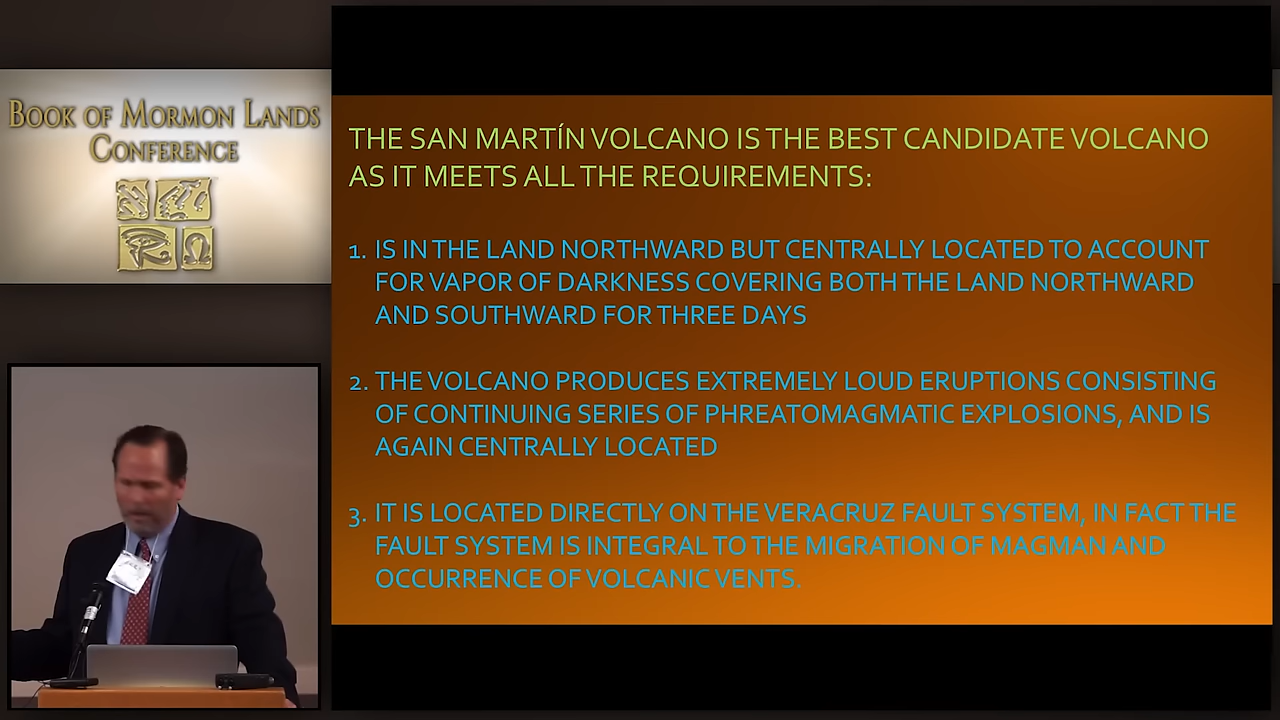 BOOK OF MORMON LANDS
CONFERENCE
THE SAN MARTÍN VOLCANO IS THE BEST CANDIDATE VOLCANO
AS IT MEETS ALL THE REQUIREMENTS:
1. IS IN THE LAND NORTHWARD BUT CENTRALLY LOCATED TO ACCOUNT
FOR VAPOR OF DARKNESS COVERING BOTH THE LAND NORTHWARD
AND SOUTHWARD FOR THREE DAYS
2. THE VOLCANO PRODUCES EXTREMELY LOUD ERUPTIONS CONSISTING
OF CONTINUING SERIES OF PHREATOMAGMATIC EXPLOSIONS, AND IS
AGAIN CENTRALLY LOCATED
3. IT IS LOCATED DIRECTLY ON THE VERACRUZ FAULT SYSTEM, IN FACT THE
FAULT SYSTEM IS INTEGRAL TO THE MIGRATION OF MAGMAN AND
OCCURRENCE OF VOLCANIC VENTS.